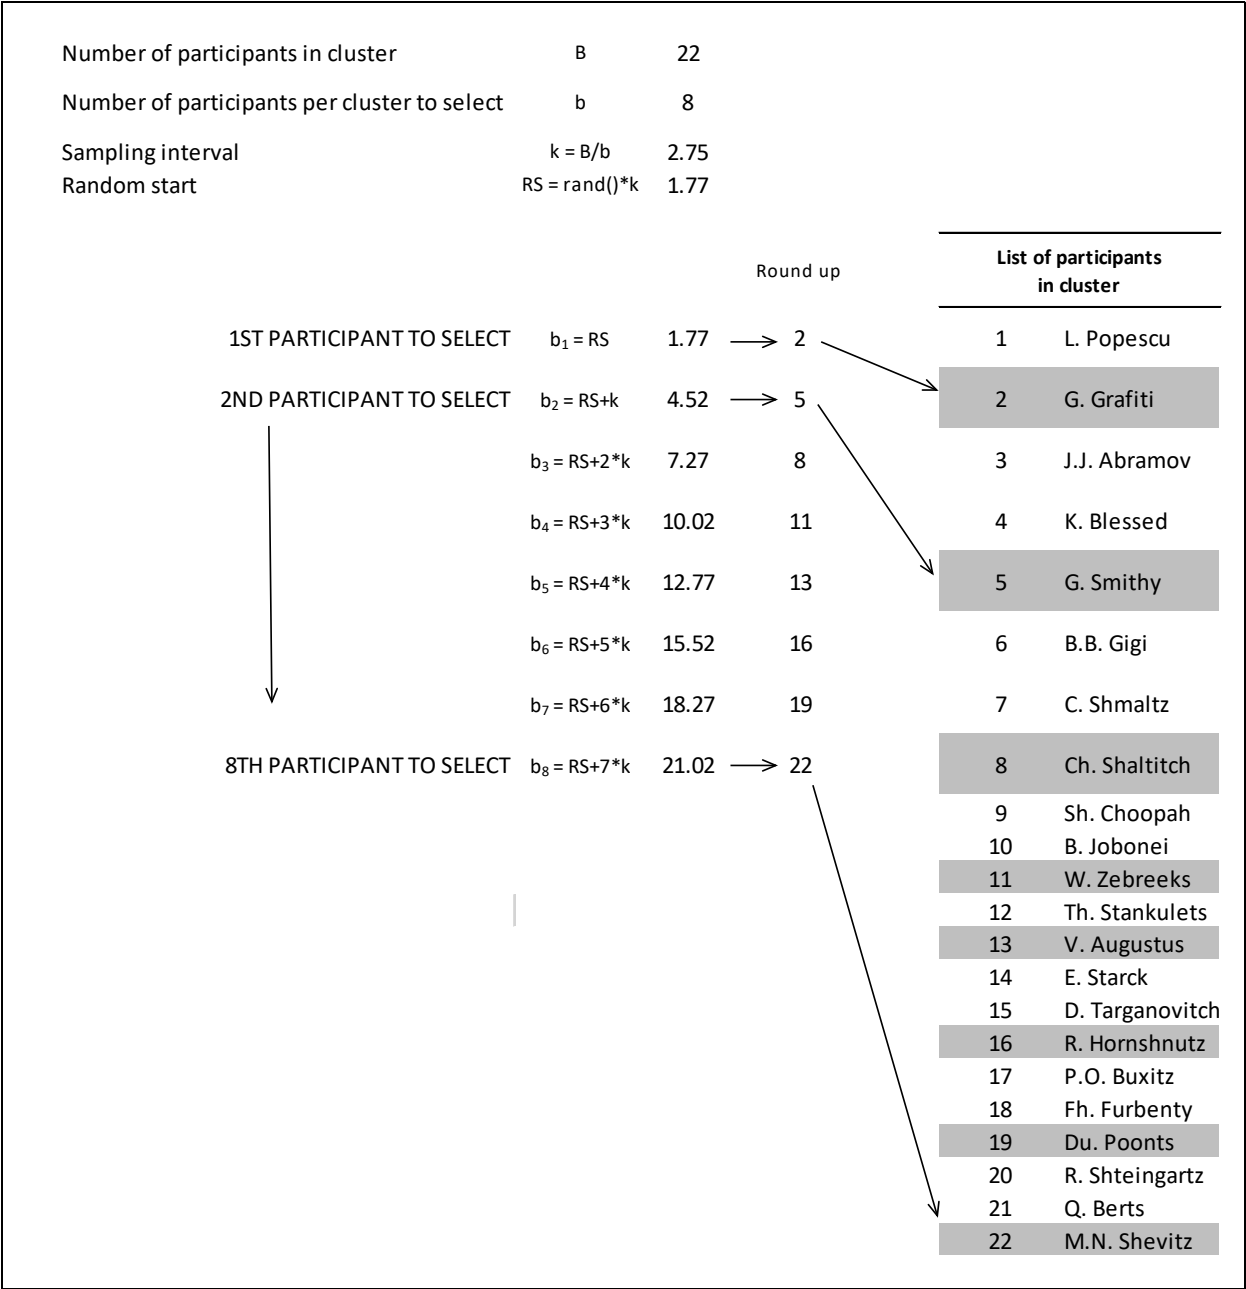 Number of participants in cluster B 22
Number of participants per cluster to select b 8
Sampling interval k = B/b 2.75
Random start RS = rand()*k 1.77
List of participants
in cluster
Round up
1ST PARTICIPANT TO SELECT b₁ = RS 1.77 2 1 L. Popescu
2ND PARTICIPANT TO SELECT b₂ = RS+k 4.52 5 2 G. Grafiti
b₃ = RS+2*k 7.27 8 3 J.J. Abramov
b₄ = RS+3*k 10.02 11 4 K. Blessed
b₅ = RS+4*k 12.77 13 5 G. Smithy
b₆ = RS+5*k 15.52 16 6 B.B. Gigi
b₇ = RS+6*k 18.27 19 7 C. Shmaltz
8TH PARTICIPANT TO SELECT b₈ = RS+7*k 21.02 22 8 Ch. Shaltitch
9 Sh. Choopah
10 B. Jobonei
11 W. Zebreeks
12 Th. Stankulets
13 V. Augustus
14 E. Starck
15 D. Targanovitch
16 R. Hornshnutz
17 P.O. Buxitz
18 Fh. Furbenty
19 Du. Poonts
20 R. Shteingartz
21 Q. Berts
22 M.N. Shevitz